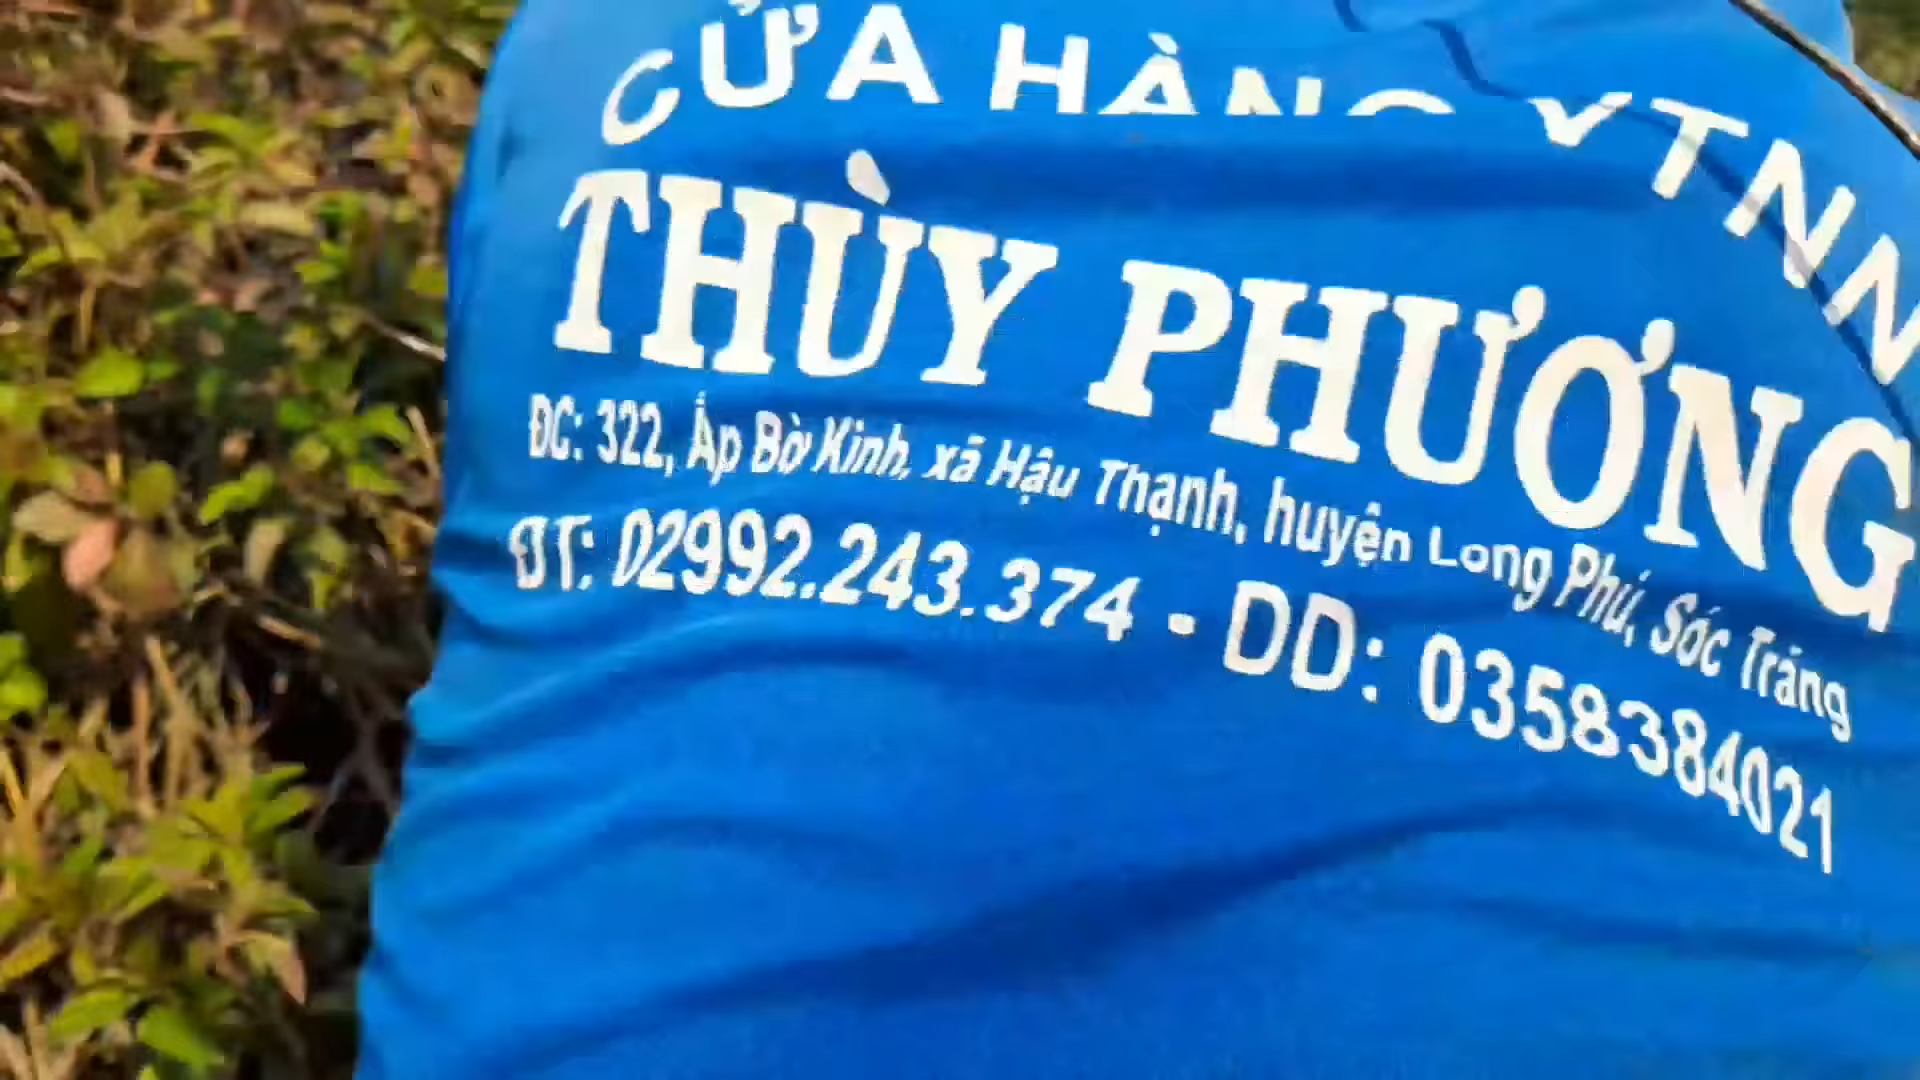 CỬA HÀNG VTNN
THÙY PHƯƠNG
ĐC: 322, Ấp Bờ Kinh, xã Hậu Thạnh, huyện Long Phú, Sóc Trăng
ĐT: 02992.243.374 - DD: 0358384021